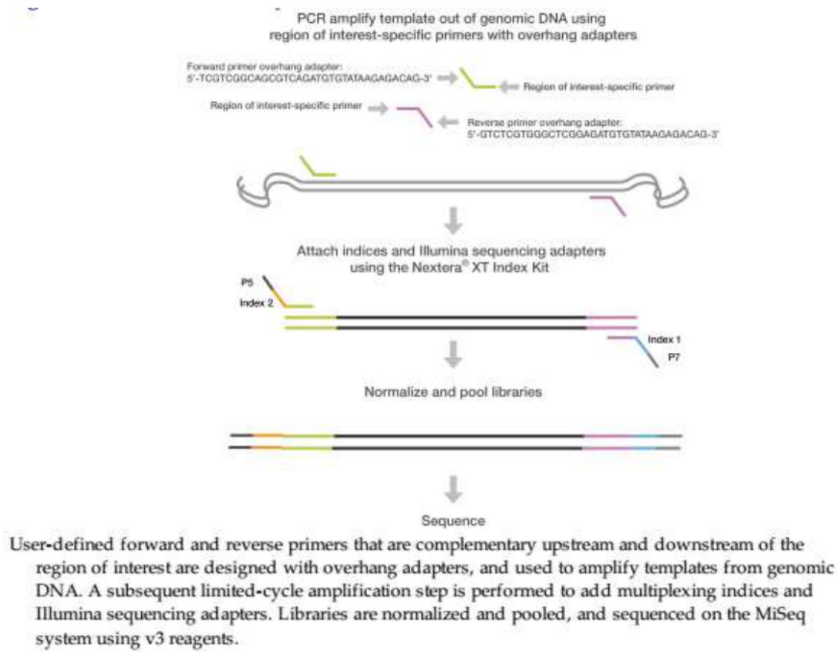 PCR amplify template out of genomic DNA using
region of interest-specific primers with overhang adapters
Forward primer overhang adapter:
5'-TCGTCGGCAGCGTCAGATGTGTATAAGAGACAG-3'
Region of interest-specific primer
Region of interest-specific primer
Reverse primer overhang adapter:
5'-GTCTCGTGGGCTCGGAGATGTGTATAAGAGACAG-3'
Attach indices and Illumina sequencing adapters
using the Nextera® XT Index Kit
P5
Index 2
Index 1
P7
Normalize and pool libraries
Sequence
User-defined forward and reverse primers that are complementary upstream and downstream of the
region of interest are designed with overhang adapters, and used to amplify templates from genomic
DNA. A subsequent limited-cycle amplification step is performed to add multiplexing indices and
Illumina sequencing adapters. Libraries are normalized and pooled, and sequenced on the MiSeq
system using v3 reagents.